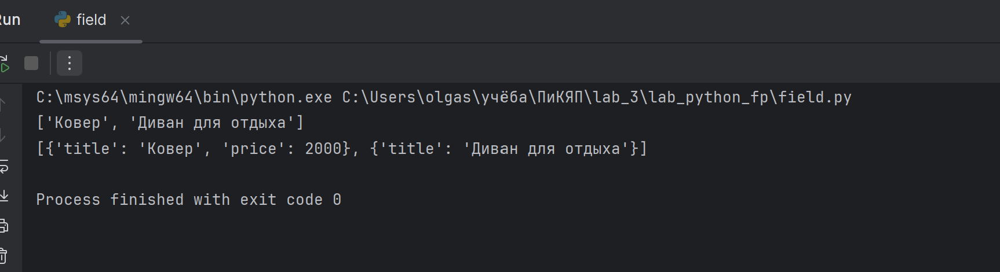 Run field
C:\msys64\mingw64\bin\python.exe C:\Users\olgas\учёба\ПиКЯП\lab_3\lab_python_fp\field.py
['Ковер', 'Диван для отдыха']
[{'title': 'Ковер', 'price': 2000}, {'title': 'Диван для отдыха'}]
Process finished with exit code 0